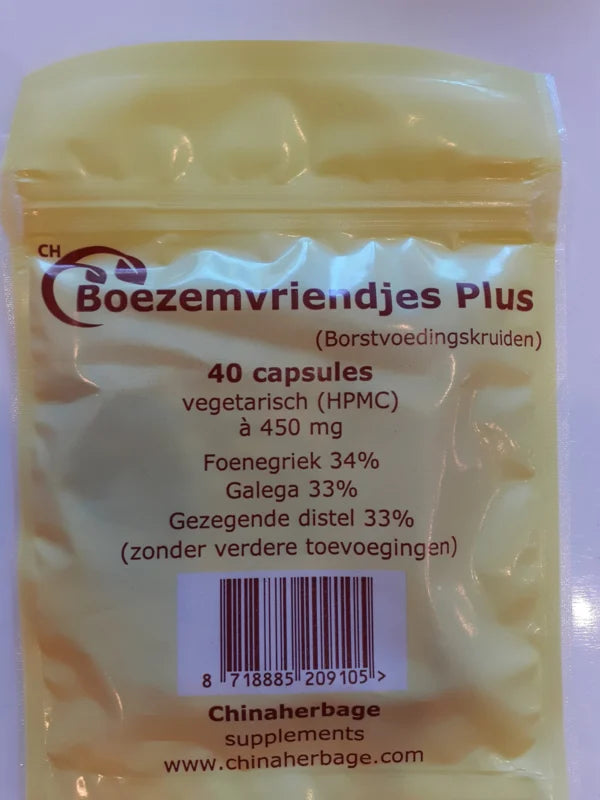 CH
Boezemvriendjes Plus
(Borstvoedingskruiden)
40 capsules
vegetarisch (HPMC)
à 450 mg
Foenegriek 34%
Galega 33%
Gezegende distel 33%
(zonder verdere toevoegingen)
8 718885 209105 >
Chinaherbage
supplements
www.chinaherbage.com